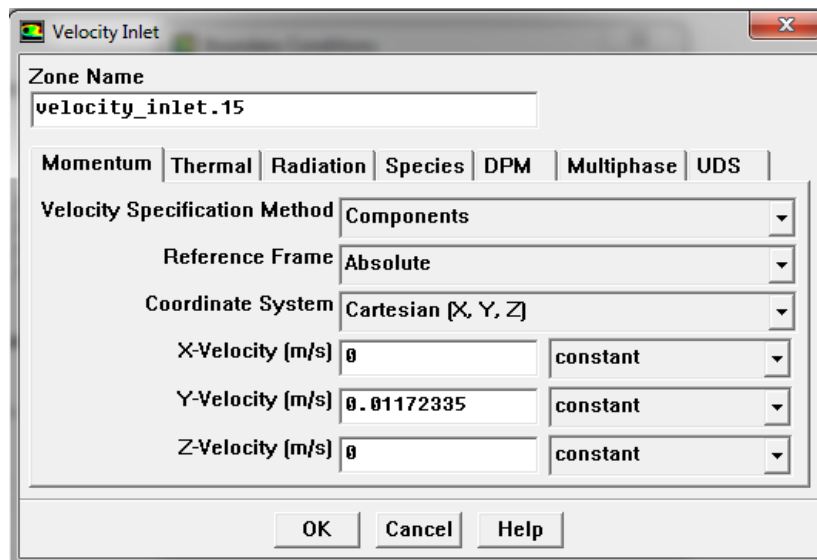 Velocity Inlet
Zone Name
velocity_inlet.15
Momentum Thermal Radiation Species DPM Multiphase UDS
Velocity Specification Method Components
Reference Frame Absolute
Coordinate System Cartesian (X, Y, Z)
X-Velocity (m/s) 0 constant
Y-Velocity (m/s) 0.01172335 constant
Z-Velocity (m/s) 0 constant
OK Cancel Help